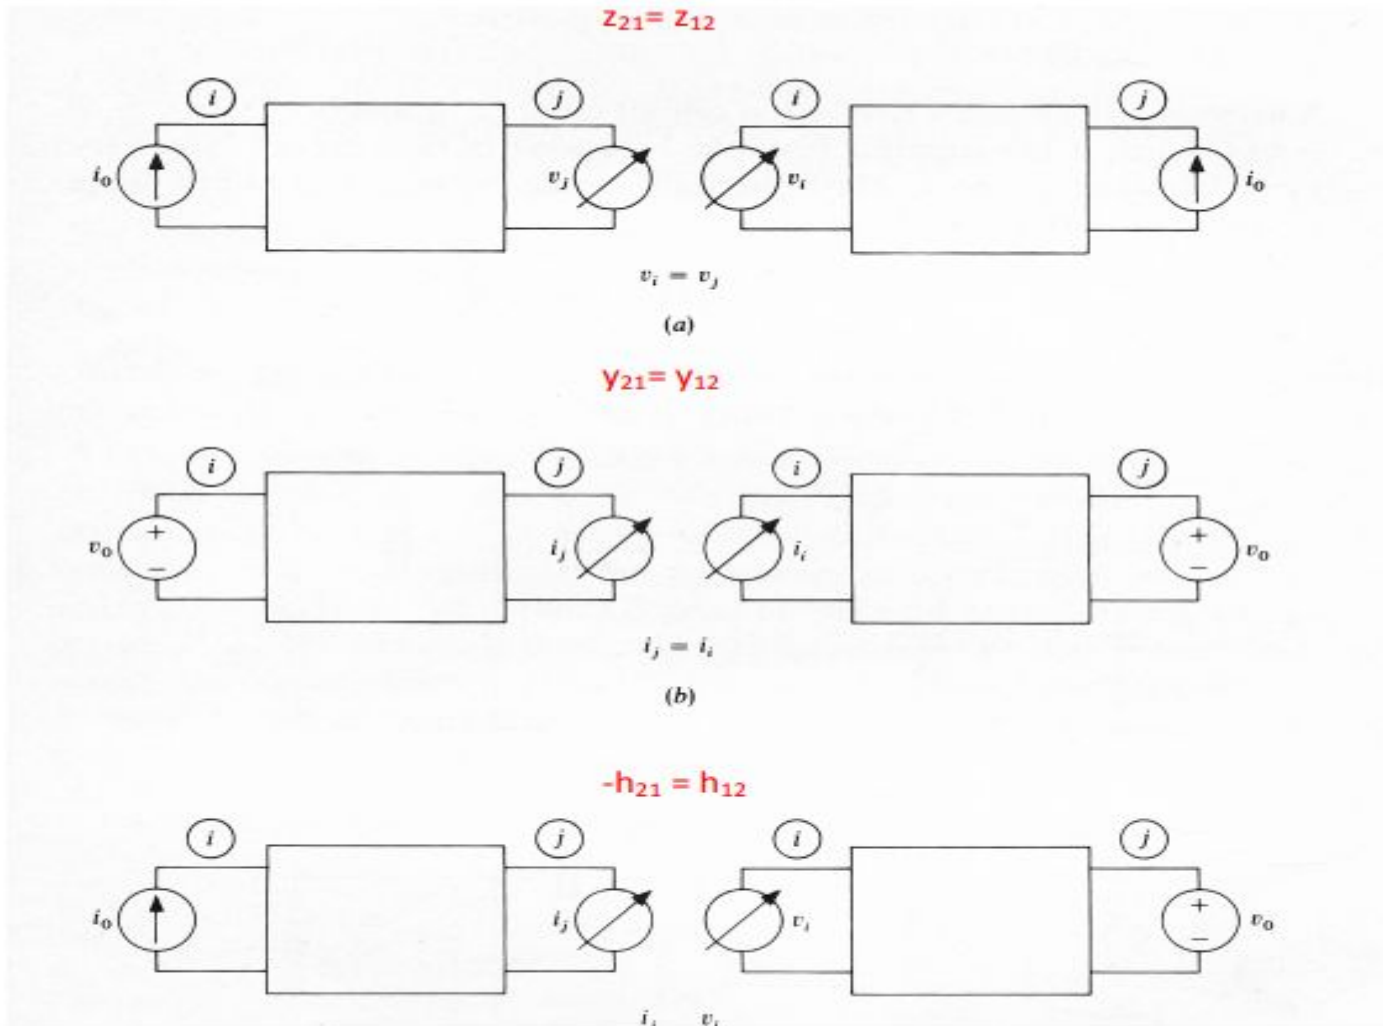 z₂₁= z₁₂
i j i j
i₀ vⱼ vᵢ i₀
vᵢ = vⱼ
(a)
y₂₁= y₁₂
i j i j
v₀ + − iⱼ iᵢ + − v₀
iⱼ = iᵢ
(b)
-h₂₁ = h₁₂
i j i j
i₀ iⱼ vᵢ + − v₀